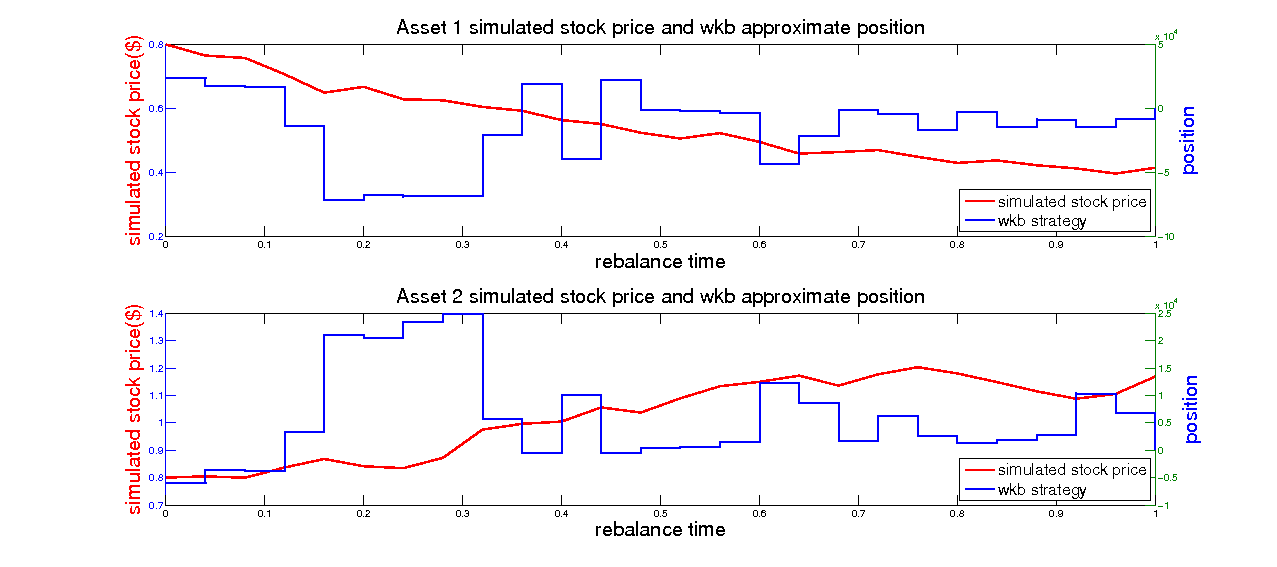 Asset 1 simulated stock price and wkb approximate position
simulated stock price($)
0.8
0.6
0.4
0.2
x 10^4
5
0
-5
-10
position
simulated stock price
wkb strategy
0 0.1 0.2 0.3 0.4 0.5 0.6 0.7 0.8 0.9 1
rebalance time
Asset 2 simulated stock price and wkb approximate position
simulated stock price($)
1.4
1.3
1.2
1.1
1
0.9
0.8
0.7
x 10^4
2.5
2
1.5
1
0.5
0
-0.5
-1
position
simulated stock price
wkb strategy
0 0.1 0.2 0.3 0.4 0.5 0.6 0.7 0.8 0.9 1
rebalance time